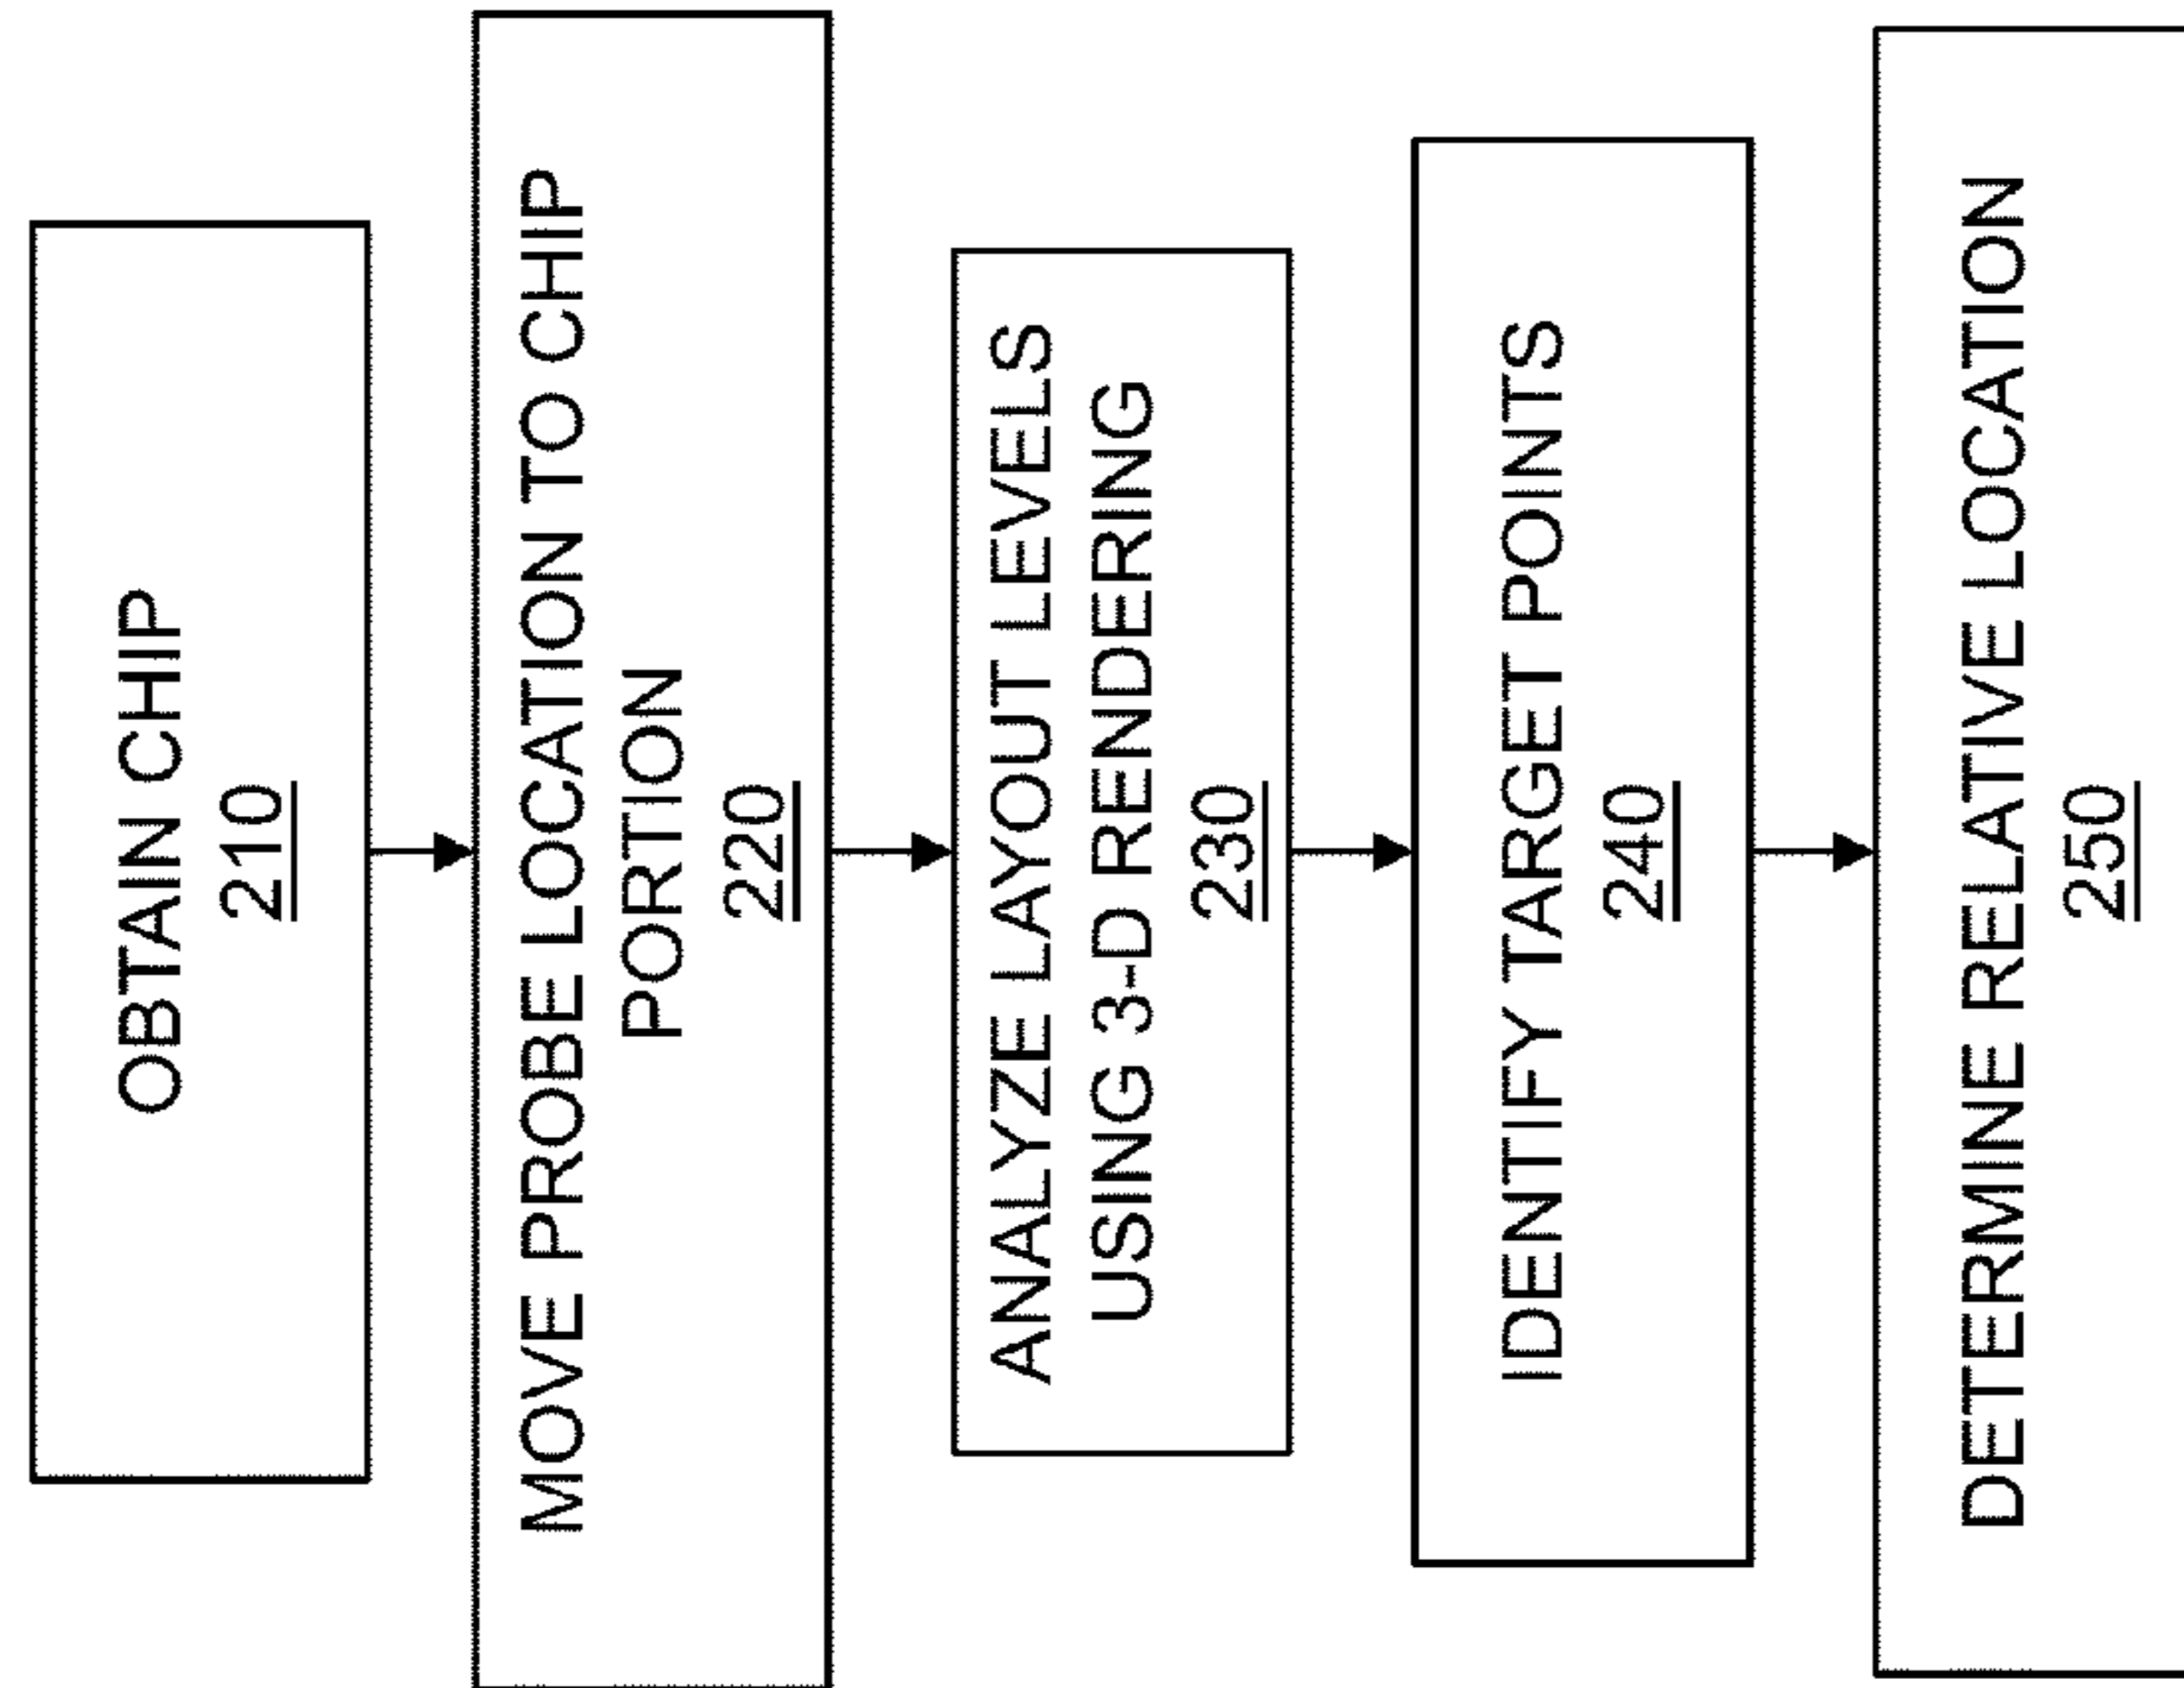 OBTAIN CHIP
210
MOVE PROBE LOCATION TO CHIP
PORTION
220
ANALYZE LAYOUT LEVELS
USING 3-D RENDERING
230
IDENTIFY TARGET POINTS
240
DETERMINE RELATIVE LOCATION
250